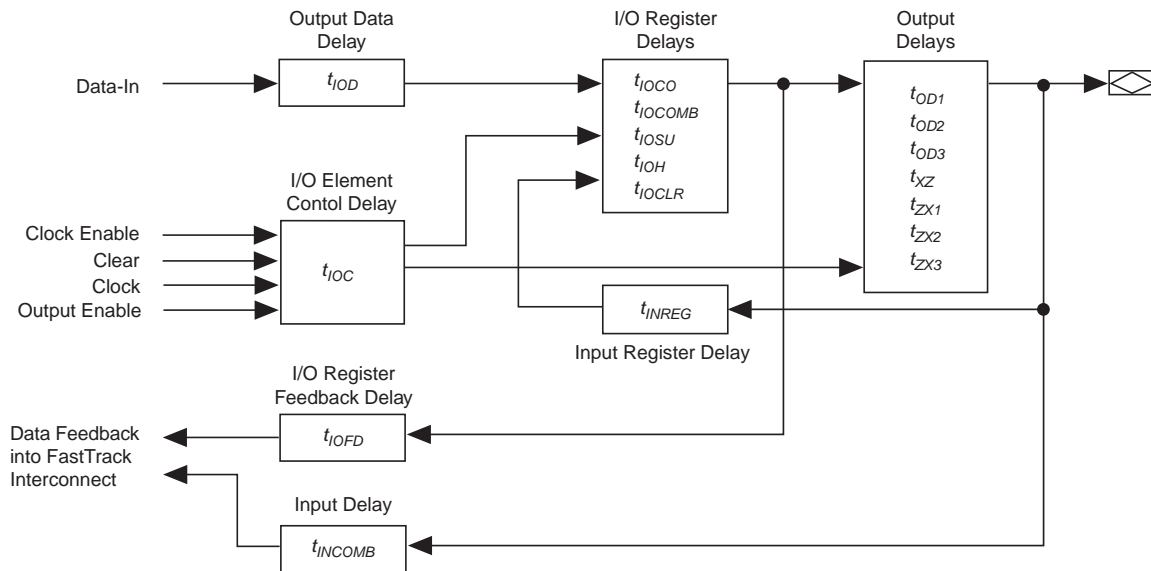 Output Data
Delay
I/O Register
Delays
Output
Delays
Data-In
tIOD
tIOCO
tIOCOMB
tIOSU
tIOH
tIOCLR
tOD1
tOD2
tOD3
tXZ
tZX1
tZX2
tZX3
I/O Element
Contol Delay
Clock Enable
Clear
Clock
Output Enable
tIOC
tINREG
Input Register Delay
I/O Register
Feedback Delay
tIOFD
Data Feedback
into FastTrack
Interconnect
Input Delay
tINCOMB